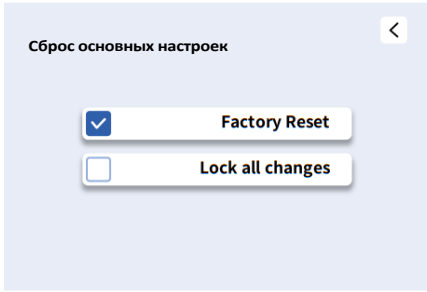 Сброс основных настроек
Factory Reset
Lock all changes